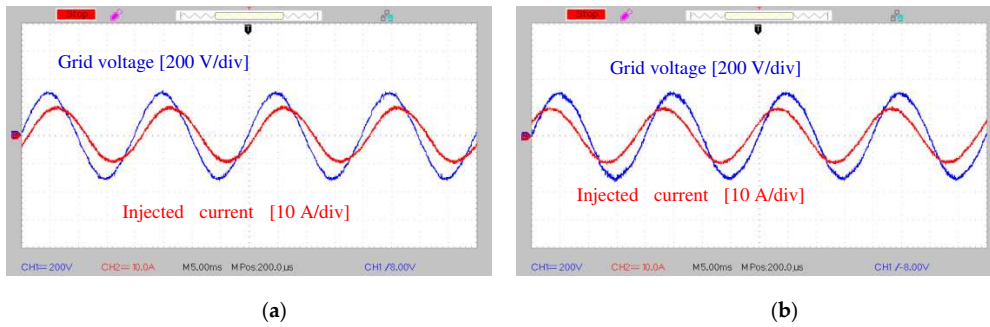 Stop
Grid voltage [200 V/div]
Injected current [10 A/div]
CH1= 200V CH2= 10.0A M 5.00ms M Pos:200.0µs CH1 / 8.00V
(a)
Stop
Grid voltage [200 V/div]
Injected current [10 A/div]
CH1= 200V CH2= 10.0A M 5.00ms M Pos:200.0µs CH1 / -8.00V
(b)